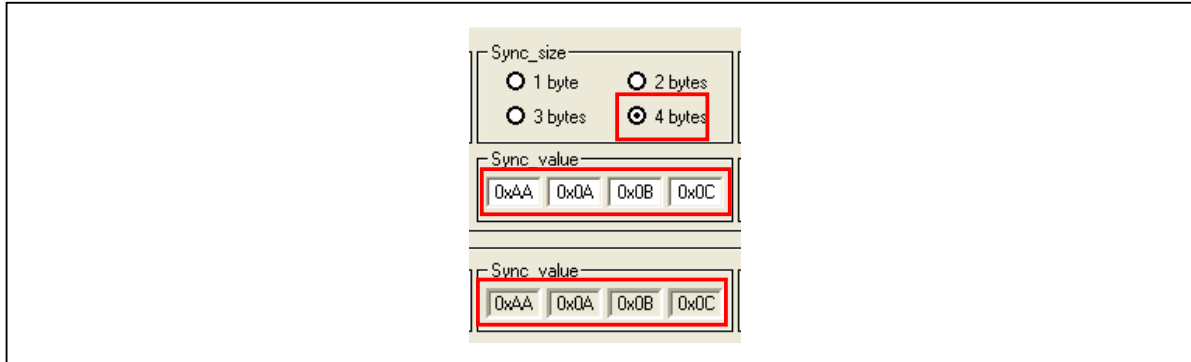 Sync_size
1 byte 2 bytes
3 bytes 4 bytes
Sync_value
0xAA 0x0A 0x0B 0x0C
Sync_value
0xAA 0x0A 0x0B 0x0C